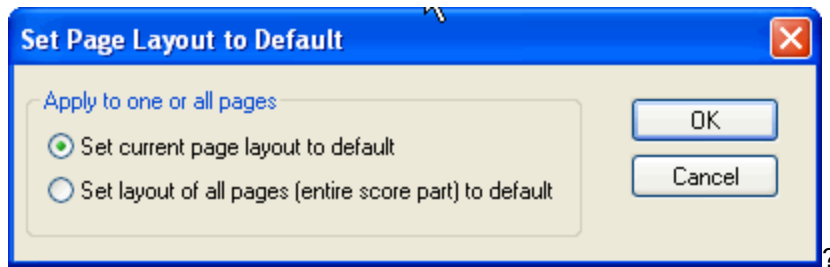 Set Page Layout to Default
Apply to one or all pages
Set current page layout to default
Set layout of all pages (entire score part) to default
OK
Cancel
?